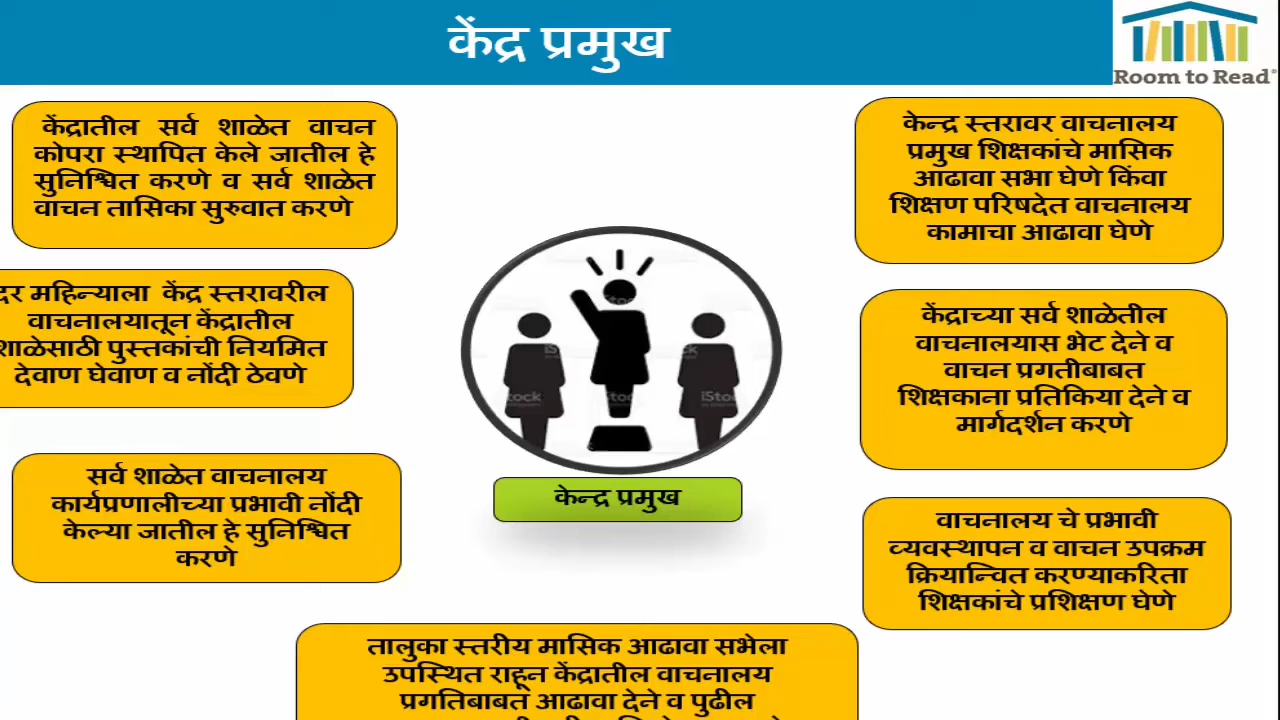 केंद्र प्रमुख
Room to Read
केंद्रातील सर्व शाळेत वाचन
कोपरा स्थापित केले जातील हे
सुनिश्चित करणे व सर्व शाळेत
वाचन तासिका सुरुवात करणे
दर महिन्याला केंद्र स्तरावरील
वाचनालयातून केंद्रातील
शाळेसाठी पुस्तकांची नियमित
देवाण घेवाण व नोंदी ठेवणे
सर्व शाळेत वाचनालय
कार्यप्रणालीच्या प्रभावी नोंदी
केल्या जातील हे सुनिश्चित
करणे
केन्द्र प्रमुख
केन्द्र स्तरावर वाचनालय
प्रमुख शिक्षकांचे मासिक
आढावा सभा घेणे किंवा
शिक्षण परिषदेत वाचनालय
कामाचा आढावा घेणे
केंद्राच्या सर्व शाळेतील
वाचनालयास भेट देने व
वाचन प्रगतीबाबत
शिक्षकाना प्रतिकिया देने व
मार्गदर्शन करणे
वाचनालय चे प्रभावी
व्यवस्थापन व वाचन उपक्रम
क्रियान्वित करण्याकरिता
शिक्षकांचे प्रशिक्षण घेणे
तालुका स्तरीय मासिक आढावा सभेला
उपस्थित राहून केंद्रातील वाचनालय
प्रगतिबाबत आढावा देने व पुढील